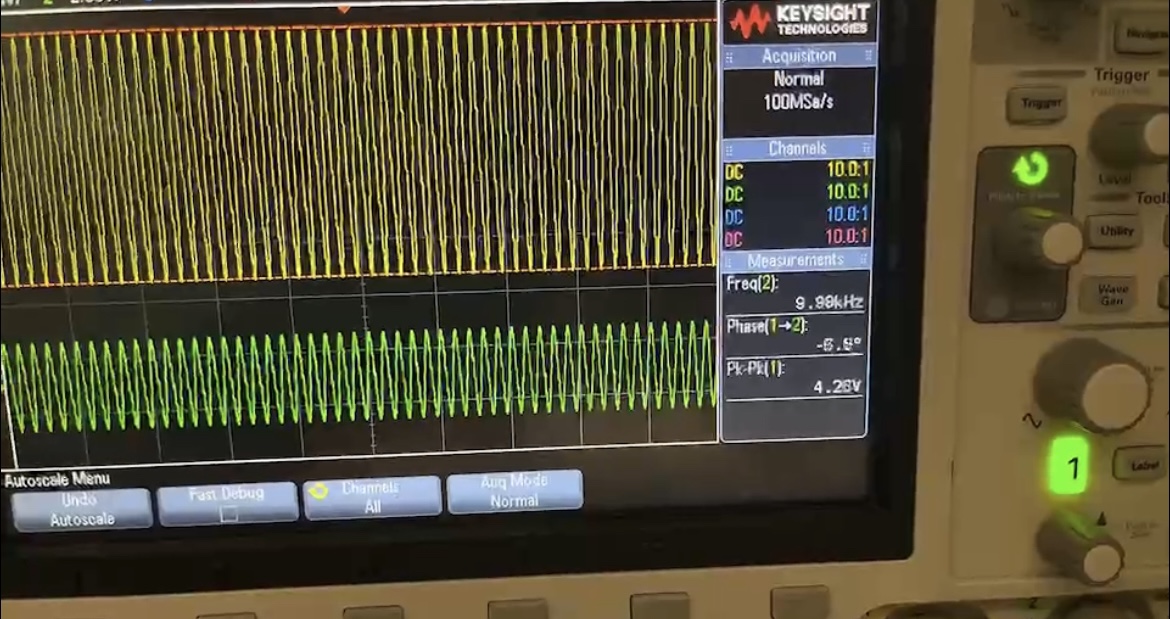 KEYSIGHT
TECHNOLOGIES
Acquisition
Normal
100MSa/s
Channels
DC 10.0:1
DC 10.0:1
DC 10.0:1
DC 10.0:1
Measurements
Freq(2):
9.99kHz
Phase(1→2):
Pk-Pk(1):
4.26V
Autoscale Menu
Undo
Autoscale
Fast Debug
Channels
All
Acq Mode
Normal
Trigger
Trigger
Level
Tools
Utility
Wave
Gen
1
Label